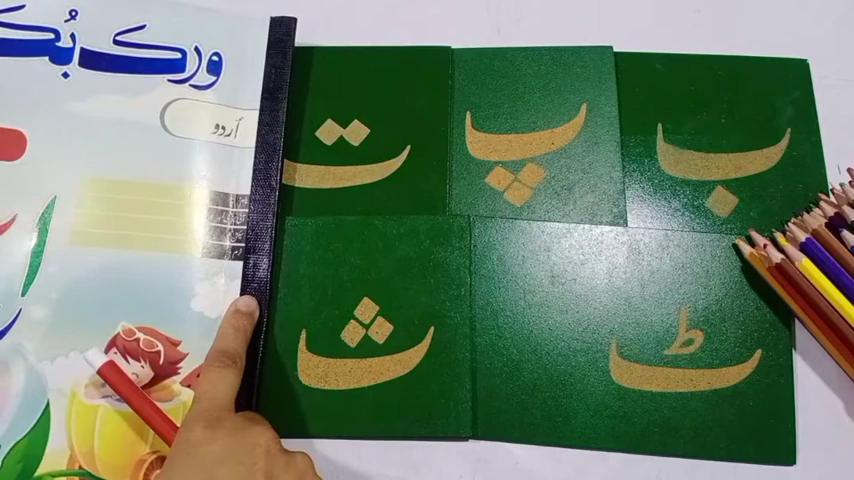 ورک بُک
اُردو
ب پ ت
ٹ ث